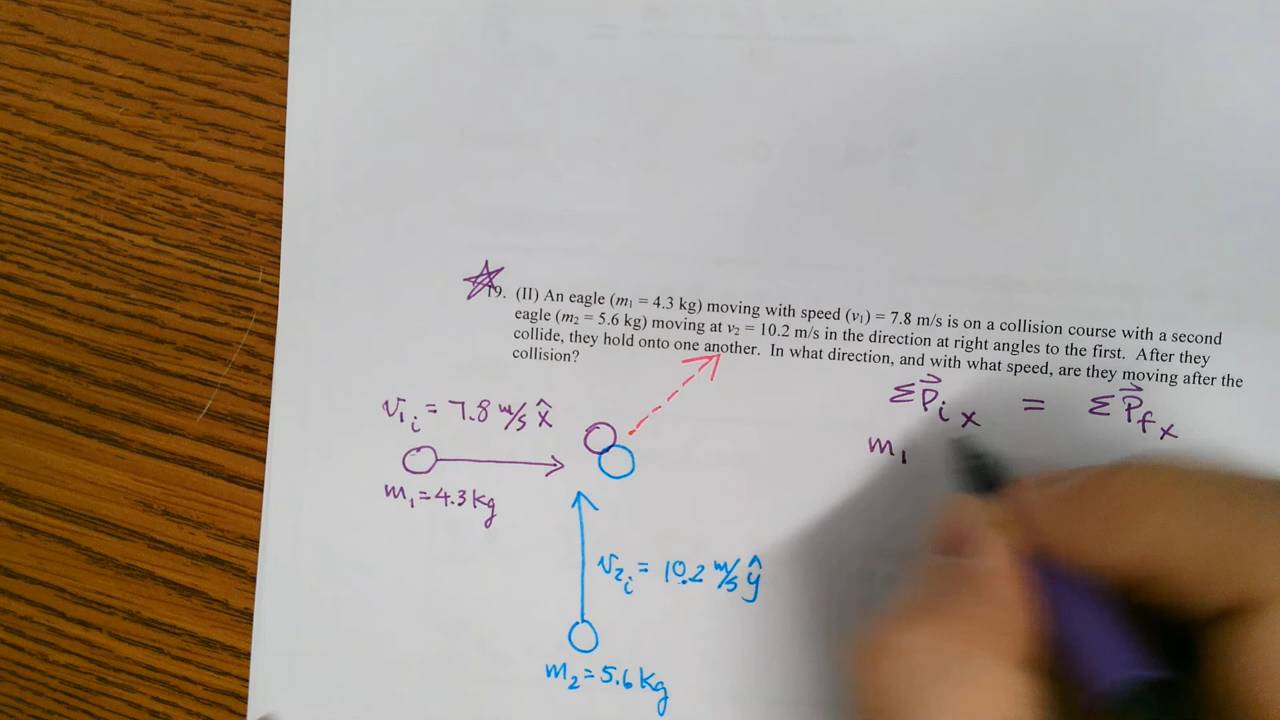 19. (II) An eagle (m₁ = 4.3 kg) moving with speed (v₁) = 7.8 m/s is on a collision course with a second
eagle (m₂ = 5.6 kg) moving at v₂ = 10.2 m/s in the direction at right angles to the first. After they
collide, they hold onto one another. In what direction, and with what speed, are they moving after the
collision?
v₁ᵢ = 7.8 m/s x̂
m₁ = 4.3 kg
v₂ᵢ = 10.2 m/s ŷ
m₂ = 5.6 kg
ΣP⃗ᵢₓ = ΣP⃗fₓ
m₁